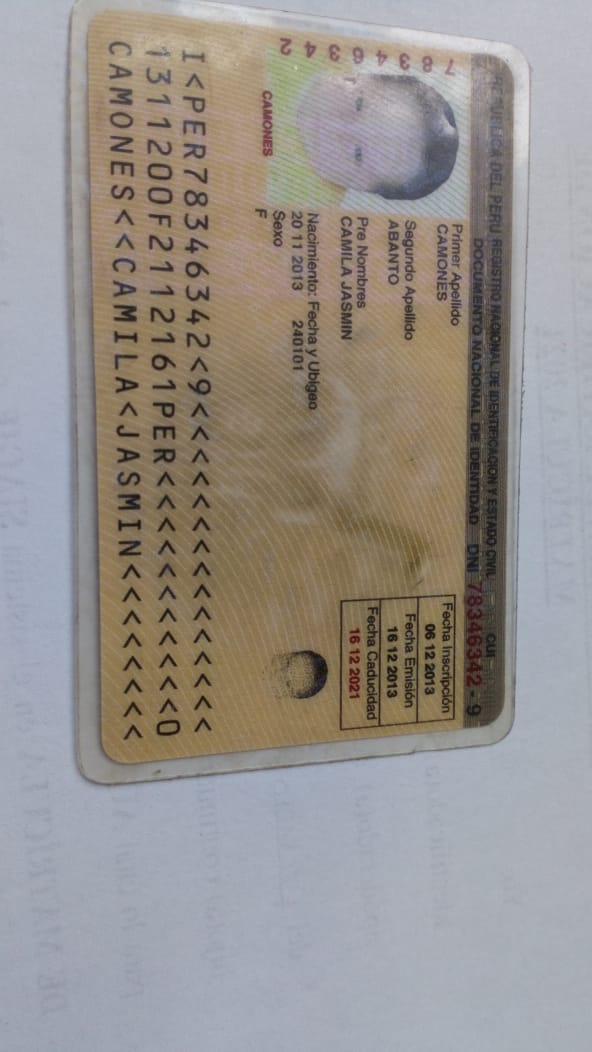 REPUBLICA DEL PERU REGISTRO NACIONAL DE IDENTIFICACION Y ESTADO CIVIL
CUI
DOCUMENTO NACIONAL DE IDENTIDAD DNI 78346342 - 9
78346342
CAMONES
Primer Apellido
CAMONES
Segundo Apellido
ABANTO
Pre Nombres
CAMILA JASMIN
Nacimiento: Fecha y Ubigeo
20 11 2013 240101
Sexo
F
Fecha Inscripción
06 12 2013
Fecha Emisión
16 12 2013
Fecha Caducidad
16 12 2021
I<PER78346342<9<<<<<<<<<<<<<<<
1311200F2112161PER<<<<<<<<<<<0
CAMONES<<CAMILA<JASMIN<<<<<<<<